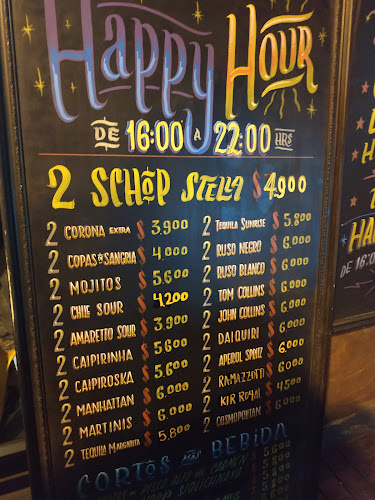 Happy Hour
DE 16:00 A 22:00 HRS
2 SCHOP STELLA $4.900
2 CORONA EXTRA $ 3.900
2 COPAS DE SANGRIA $ 4.000
2 MOJITOS $ 5.600
2 CHILE SOUR $ 4.200
2 AMARETTO SOUR $ 3.900
2 CAIPIRINHA $ 5.600
2 CAIPIROSKA $ 5.600
2 MANHATTAN $ 6.000
2 MARTINIS $ 6.000
2 TEQUILA MARGARITA $ 5.800
2 TEQUILA SUNRISE $ 5.800
2 RUSO NEGRO $ 6.000
2 RUSO BLANCO $ 6.000
2 TOM COLLINS $ 6.000
2 JOHN COLLINS $ 6.000
2 DAIQUIRI $ 6.000
2 APEROL SPRITZ $ 6.000
2 RAMAZZOTTI $ 6.000
2 KIR ROYAL $ 4.500
2 COSMOPOLITAN $ 6.000
CORTOS MAS BEBIDA